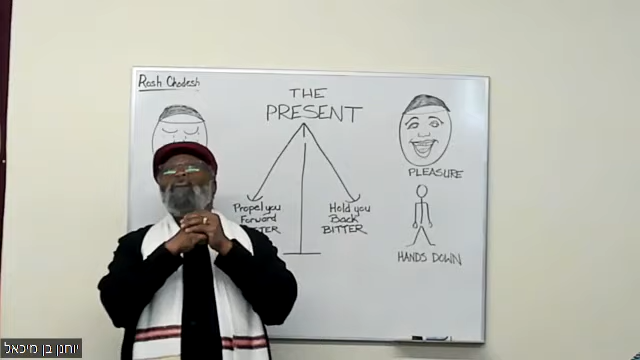 Rosh Chodesh
THE
PRESENT
PLEASURE
Propel you
Forward
Hold you
Back
BITTER
HANDS DOWN
יוחנן בן מיכאל